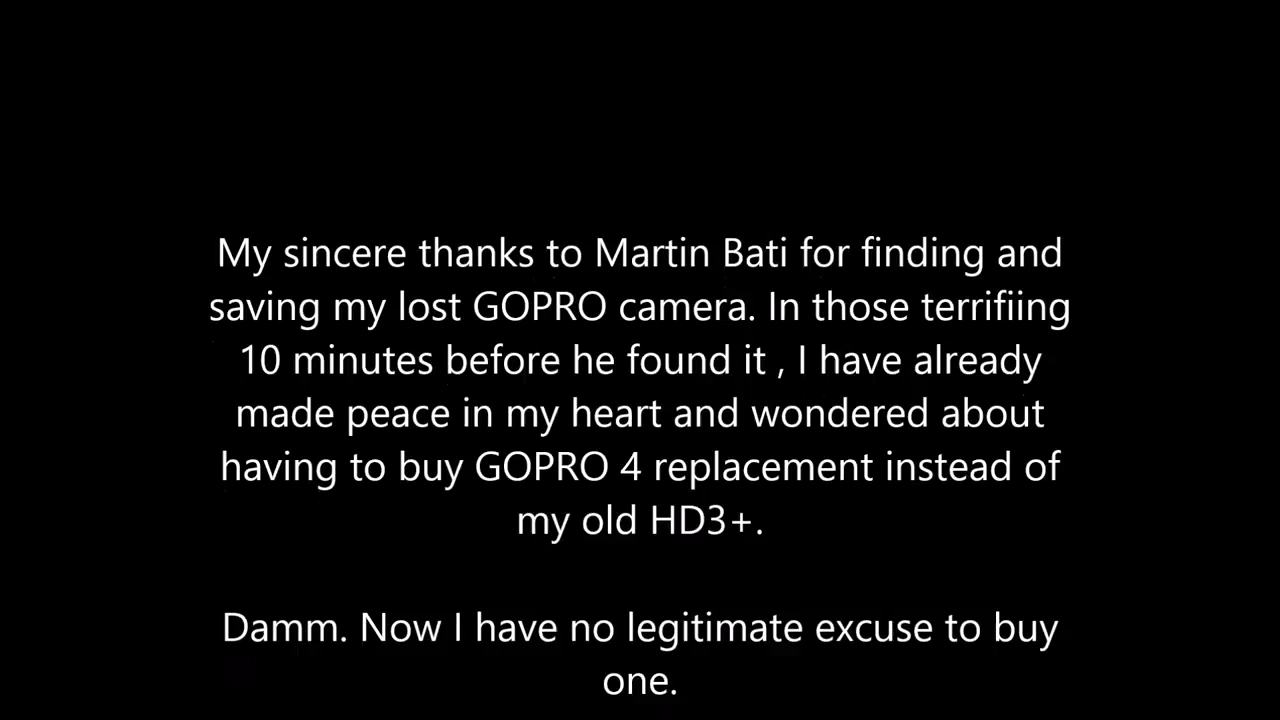 My sincere thanks to Martin Bati for finding and
saving my lost GOPRO camera. In those terrifiing
10 minutes before he found it , I have already
made peace in my heart and wondered about
having to buy GOPRO 4 replacement instead of
my old HD3+.
Damm. Now I have no legitimate excuse to buy
one.